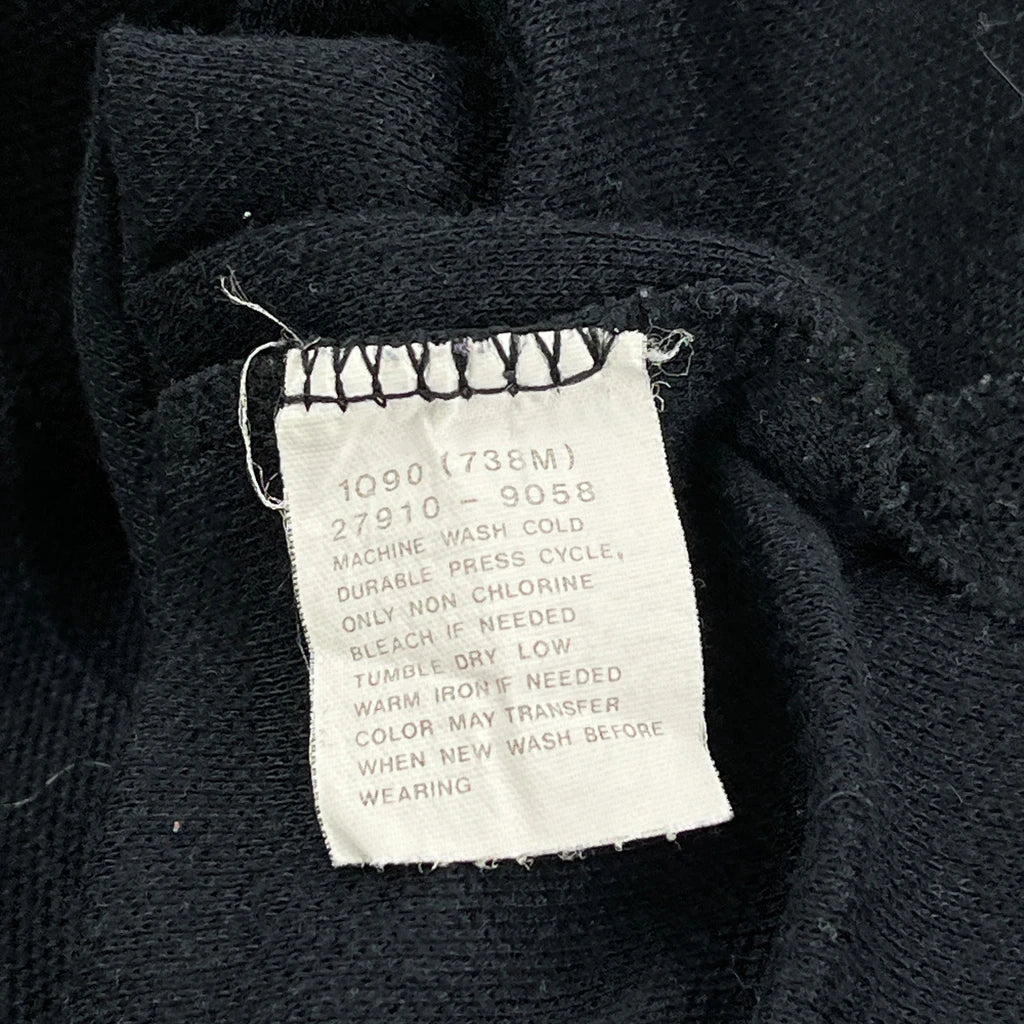 1Q90 (738M)
27910 - 9058
MACHINE WASH COLD
DURABLE PRESS CYCLE,
ONLY NON CHLORINE
BLEACH IF NEEDED
TUMBLE DRY LOW
WARM IRON IF NEEDED
COLOR MAY TRANSFER
WHEN NEW WASH BEFORE
WEARING